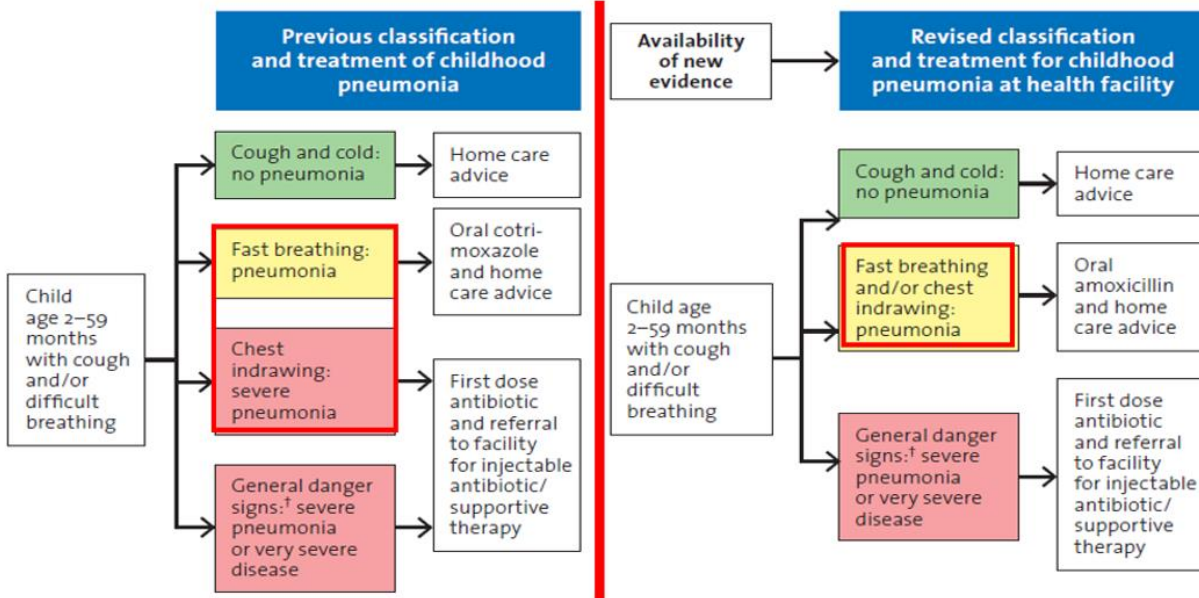 Previous classification
and treatment of childhood
pneumonia
Cough and cold:
no pneumonia
Home care
advice
Fast breathing:
pneumonia
Oral cotri-
moxazole
and home
care advice
Child
age 2–59
months
with cough
and/or
difficult
breathing
Chest
indrawing:
severe
pneumonia
First dose
antibiotic
and referral
to facility
for injectable
antibiotic/
supportive
therapy
General danger
signs:† severe
pneumonia
or very severe
disease
Availability
of new
evidence
Revised classification
and treatment for childhood
pneumonia at health facility
Cough and cold:
no pneumonia
Home care
advice
Fast breathing
and/or chest
indrawing:
pneumonia
Oral
amoxicillin
and home
care advice
Child age
2–59 months
with cough
and/or
difficult
breathing
General danger
signs:† severe
pneumonia
or very severe
disease
First dose
antibiotic
and referral
to facility
for injectable
antibiotic/
supportive
therapy